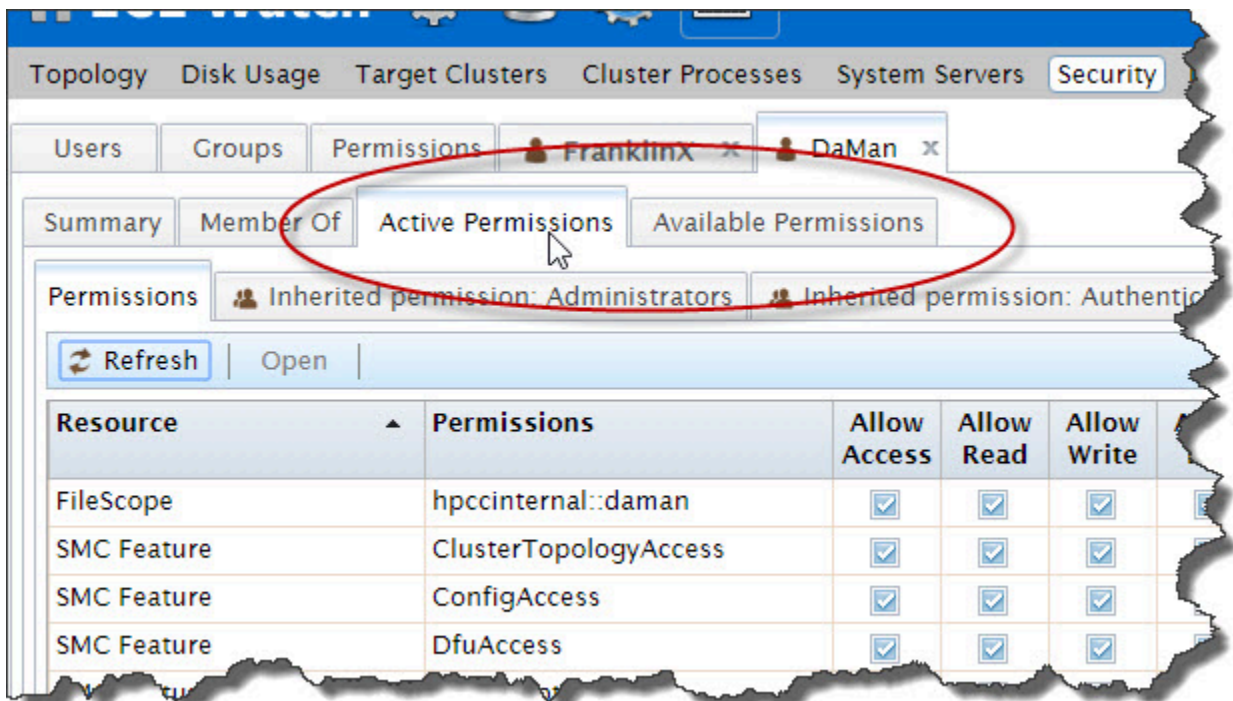 ECL Watch
Topology Disk Usage Target Clusters Cluster Processes System Servers Security
Users Groups Permissions FranklinX DaMan
Summary Member Of Active Permissions Available Permissions
Permissions Inherited permission: Administrators Inherited permission: Authentic
Refresh Open
Resource Permissions Allow Access Allow Read Allow Write
FileScope hpccinternal::daman
SMC Feature ClusterTopologyAccess
SMC Feature ConfigAccess
SMC Feature DfuAccess